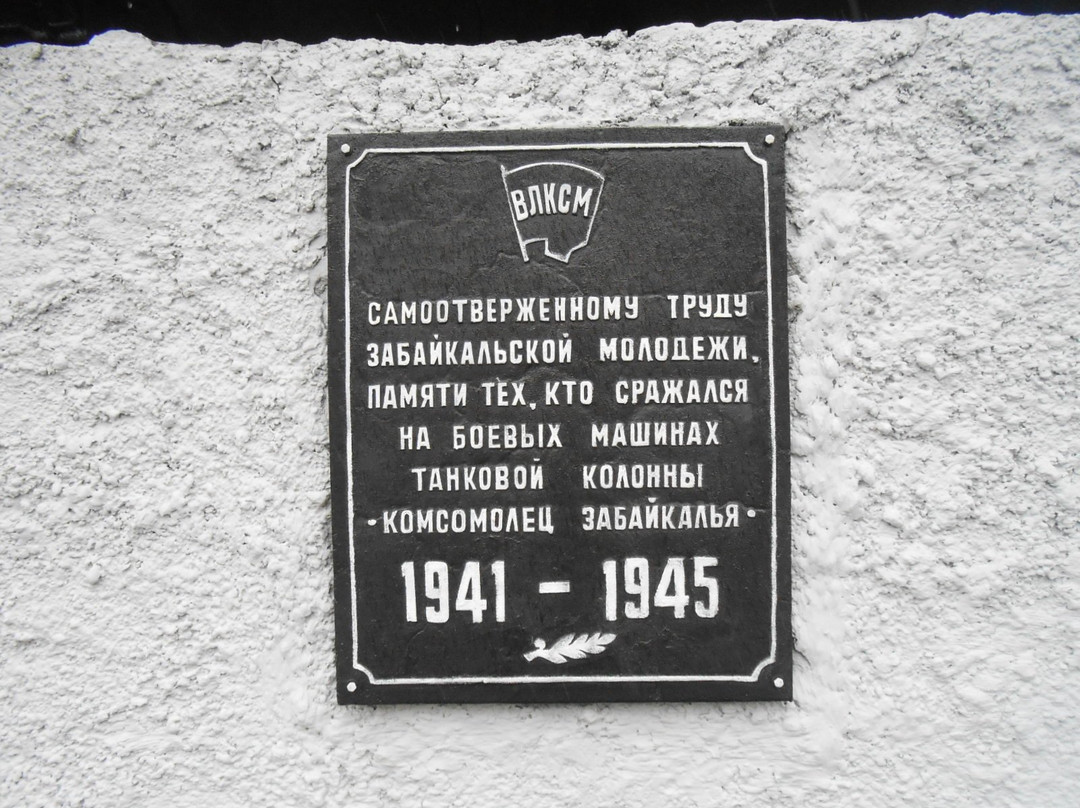 ВЛКСМ
САМООТВЕРЖЕННОМУ ТРУДУ
ЗАБАЙКАЛЬСКОЙ МОЛОДЕЖИ,
ПАМЯТИ ТЕХ, КТО СРАЖАЛСЯ
НА БОЕВЫХ МАШИНАХ
ТАНКОВОЙ КОЛОННЫ
•КОМСОМОЛЕЦ ЗАБАЙКАЛЬЯ•
1941 - 1945